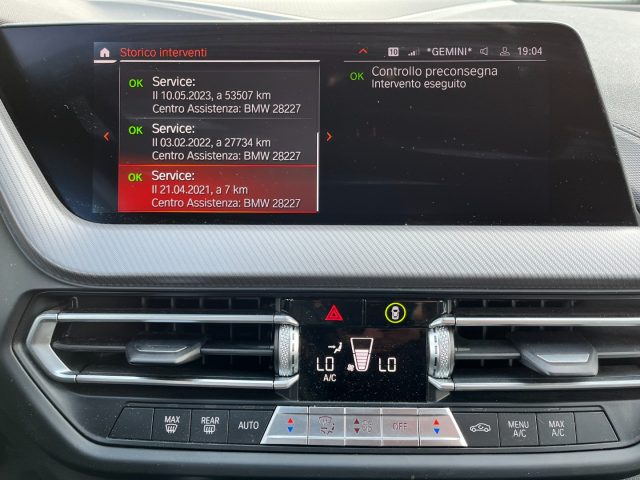 Storico interventi
10 *GEMINI* 19:04
OK Service:
Il 10.05.2023, a 53507 km
Centro Assistenza: BMW 28227
OK Service:
Il 03.02.2022, a 27734 km
Centro Assistenza: BMW 28227
OK Service:
Il 21.04.2021, a 7 km
Centro Assistenza: BMW 28227
OK Controllo preconsegna
Intervento eseguito
LO LO
A/C
MAX
REAR
AUTO
OFF
MENU
A/C
MAX
A/C